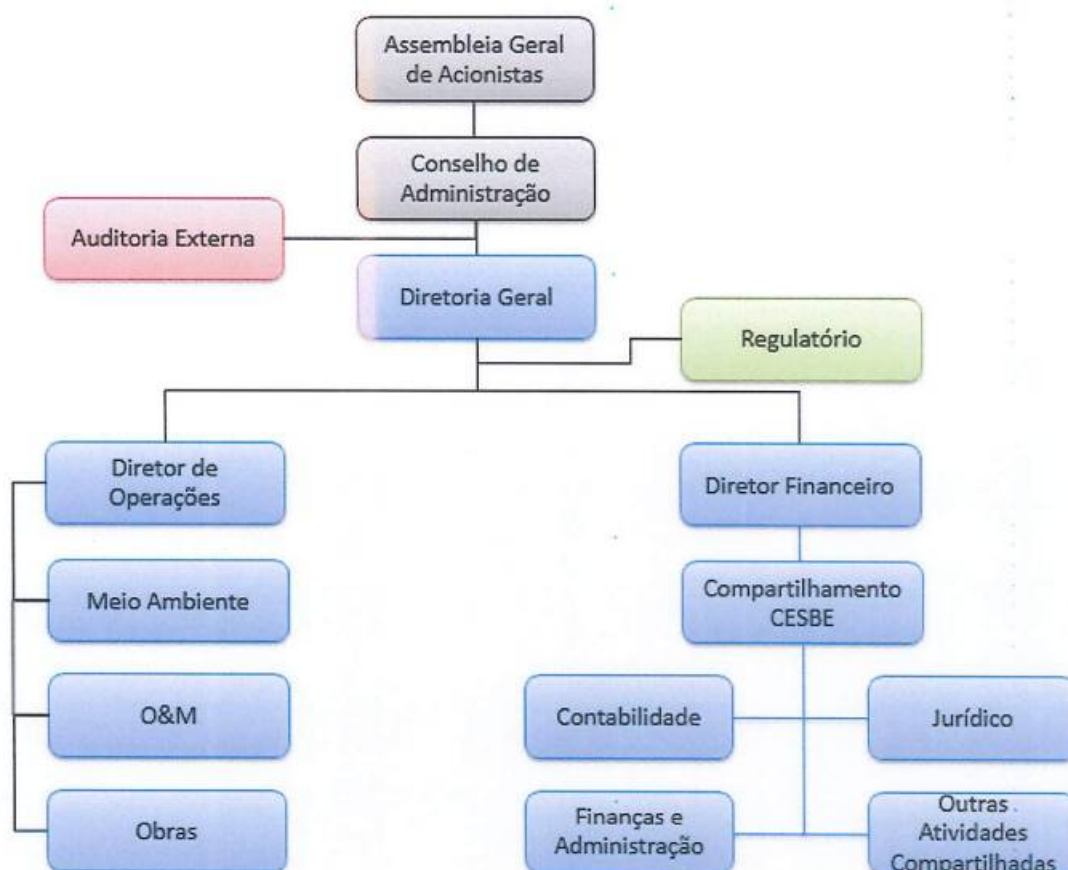 Assembleia Geral
de Acionistas
Conselho de
Administração
Auditoria Externa
Diretoria Geral
Regulatório
Diretor de
Operações
Diretor Financeiro
Meio Ambiente
Compartilhamento
CESBE
O&M
Contabilidade
Jurídico
Obras
Finanças e
Administração
Outras
Atividades
Compartilhadas